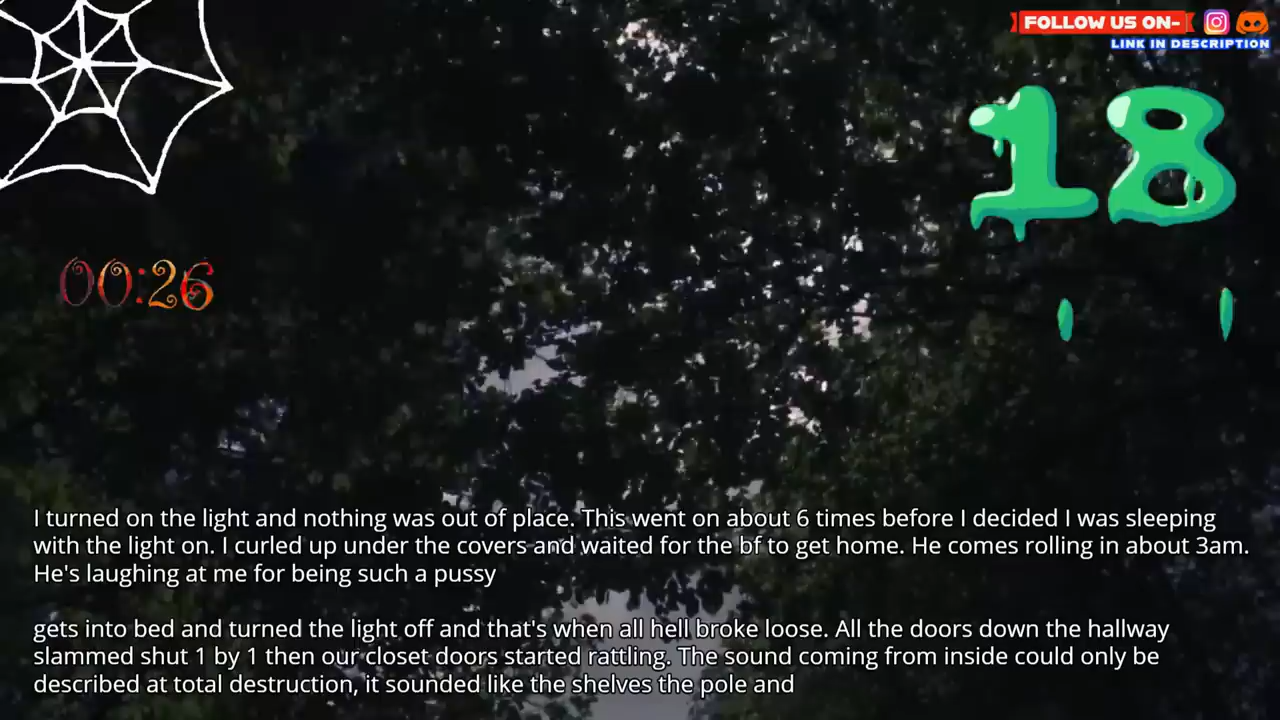 FOLLOW US ON-
LINK IN DESCRIPTION
18
00:26
I turned on the light and nothing was out of place. This went on about 6 times before I decided I was sleeping
with the light on. I curled up under the covers and waited for the bf to get home. He comes rolling in about 3am.
He's laughing at me for being such a pussy
gets into bed and turned the light off and that's when all hell broke loose. All the doors down the hallway
slammed shut 1 by 1 then our closet doors started rattling. The sound coming from inside could only be
described at total destruction, it sounded like the shelves the pole and